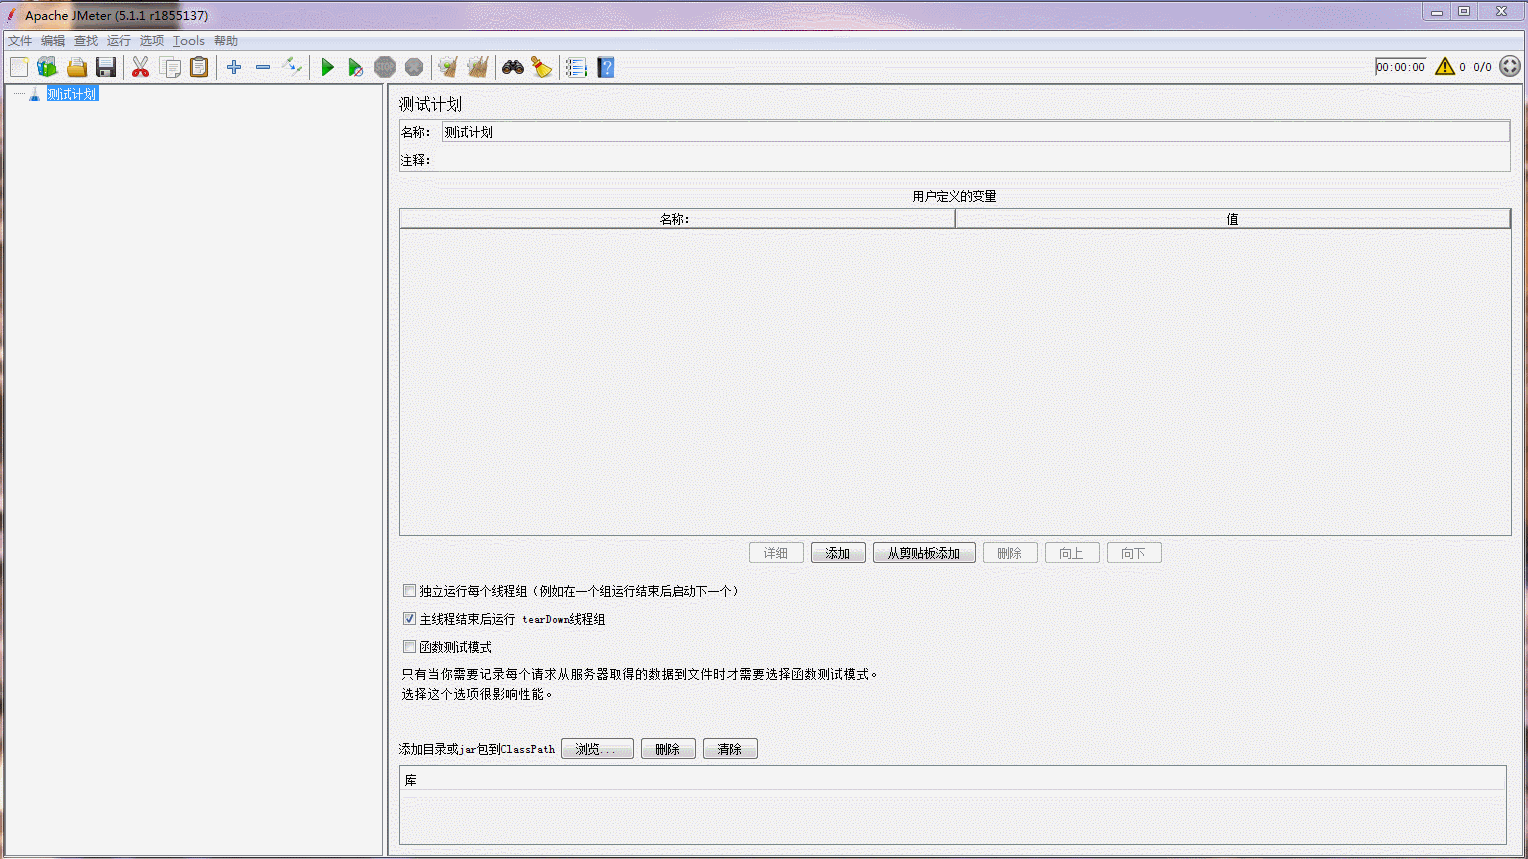 Apache JMeter (5.1.1 r1855137)
文件 编辑 查找 运行 选项 Tools 帮助
STOP
?
00:00:00 0 0/0
测试计划
测试计划
名称： 测试计划
注释：
用户定义的变量
名称： 值
详细 添加 从剪贴板添加 删除 向上 向下
独立运行每个线程组（例如在一个组运行结束后启动下一个）
主线程结束后运行 tearDown线程组
函数测试模式
只有当你需要记录每个请求从服务器取得的数据到文件时才需要选择函数测试模式。
选择这个选项很影响性能。
添加目录或jar包到ClassPath 浏览... 删除 清除
库